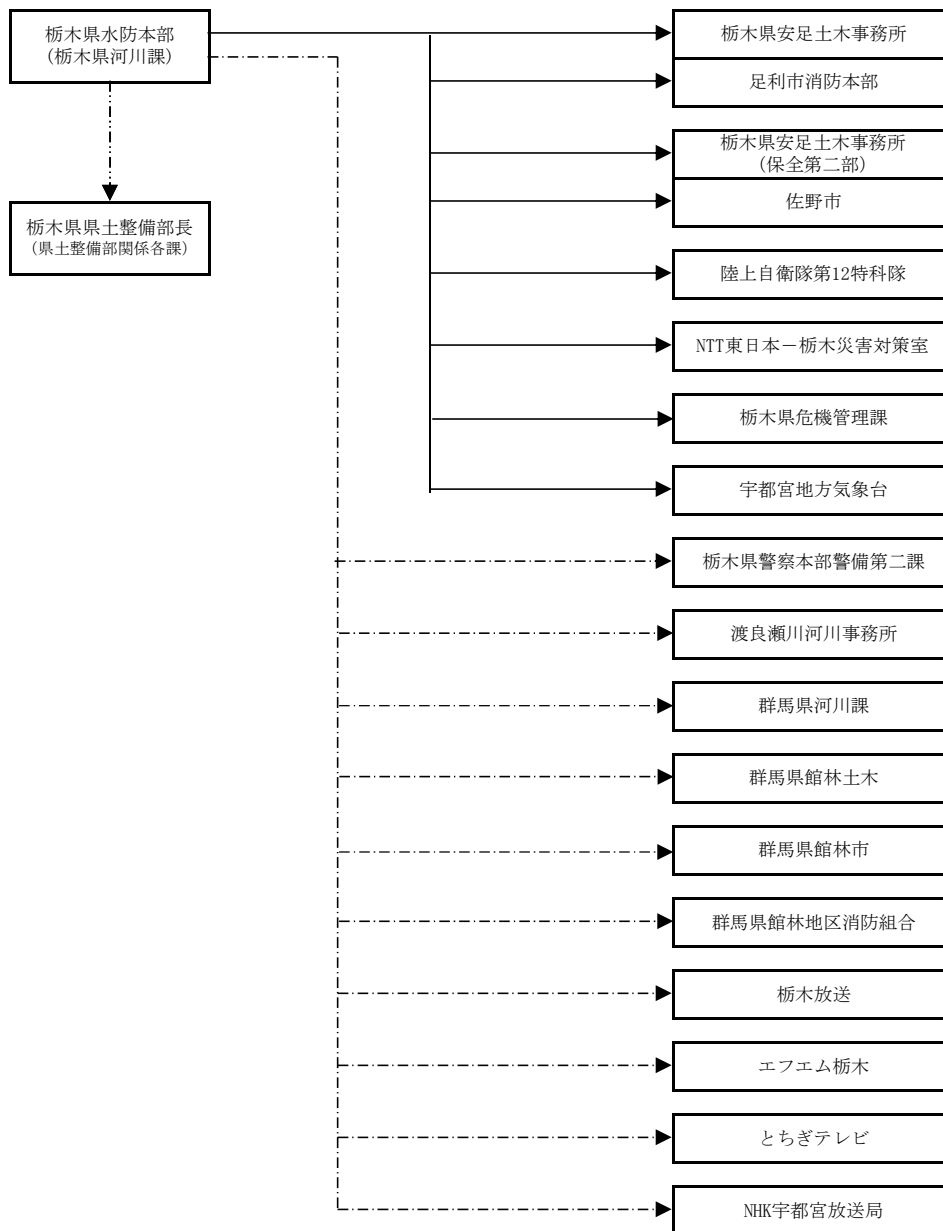 栃木県水防本部
(栃木県河川課)
栃木県県土整備部長
(県土整備部関係各課)
栃木県安足土木事務所
足利市消防本部
栃木県安足土木事務所
(保全第二部)
佐野市
陸上自衛隊第12特科隊
NTT東日本－栃木災害対策室
栃木県危機管理課
宇都宮地方気象台
栃木県警察本部警備第二課
渡良瀬川河川事務所
群馬県河川課
群馬県館林土木
群馬県館林市
群馬県館林地区消防組合
栃木放送
エフエム栃木
とちぎテレビ
NHK宇都宮放送局